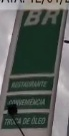 BR
RESTAURANTE
CONVENIÊNCIA
TROCA DE ÓLEO